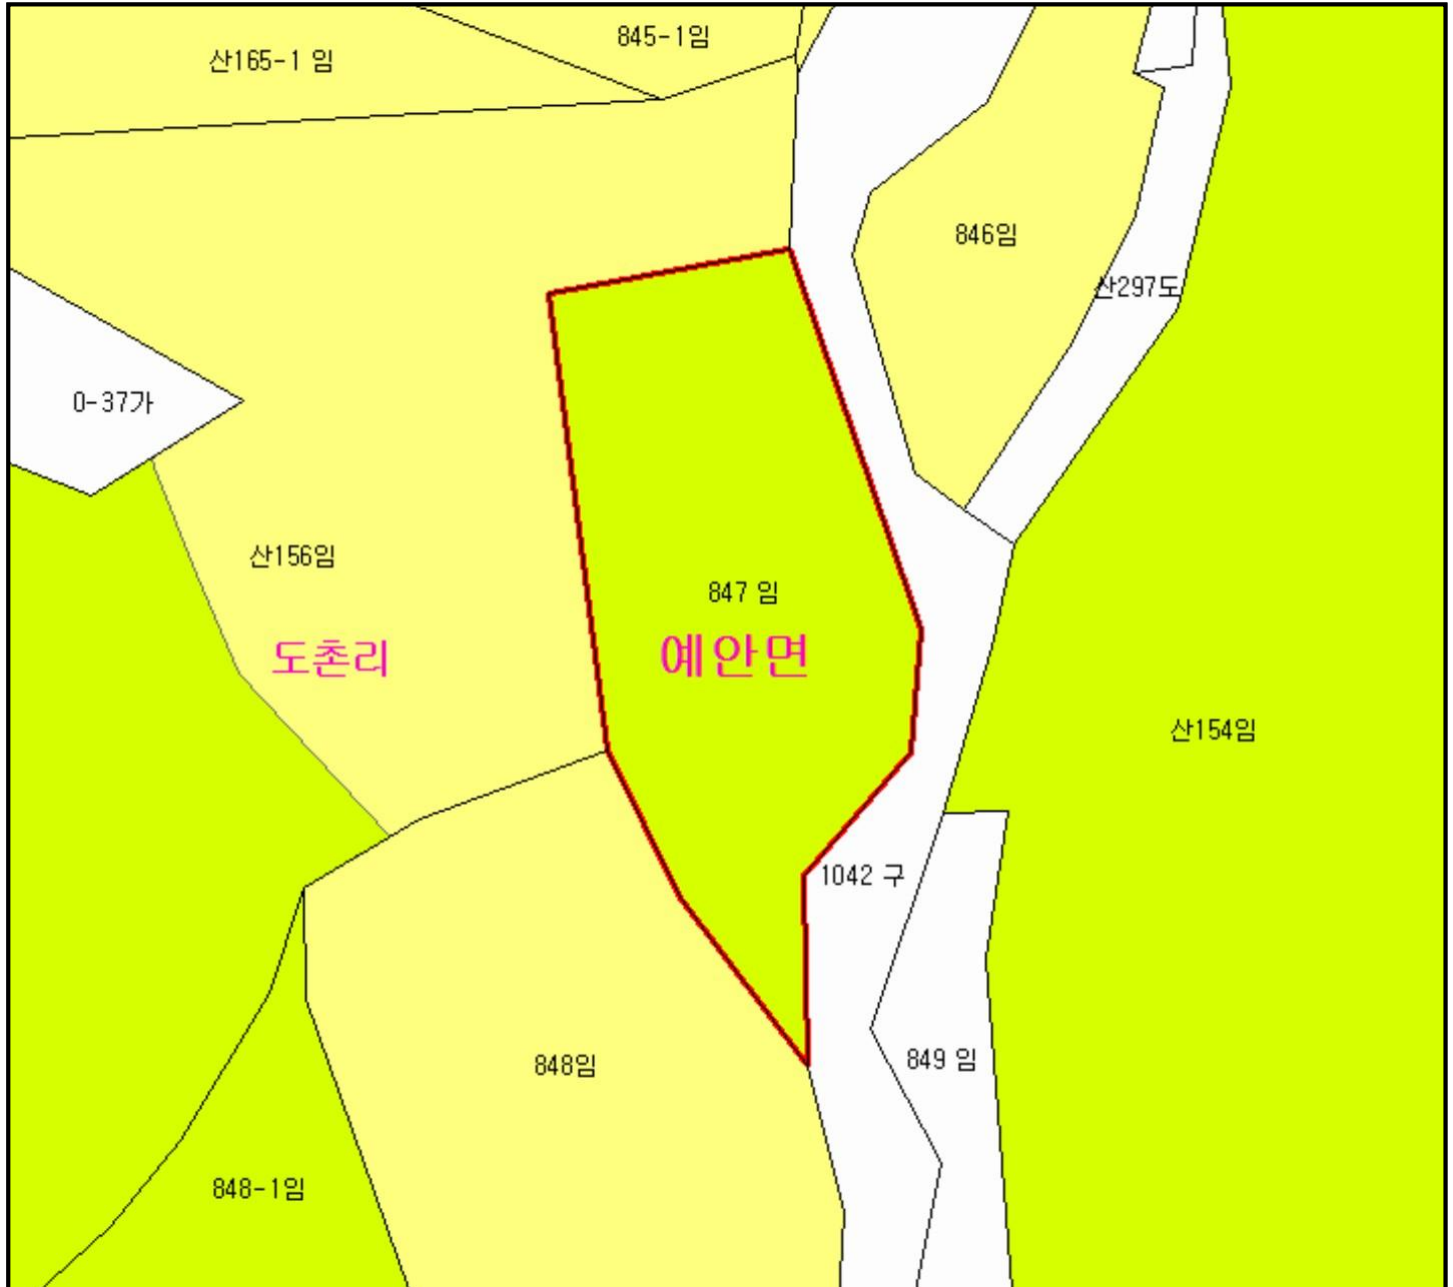 845-1임
산165-1 임
846임
산297도
0-37가
산156임
847 임
도촌리
예안면
산154임
1042 구
849 임
848임
848-1임